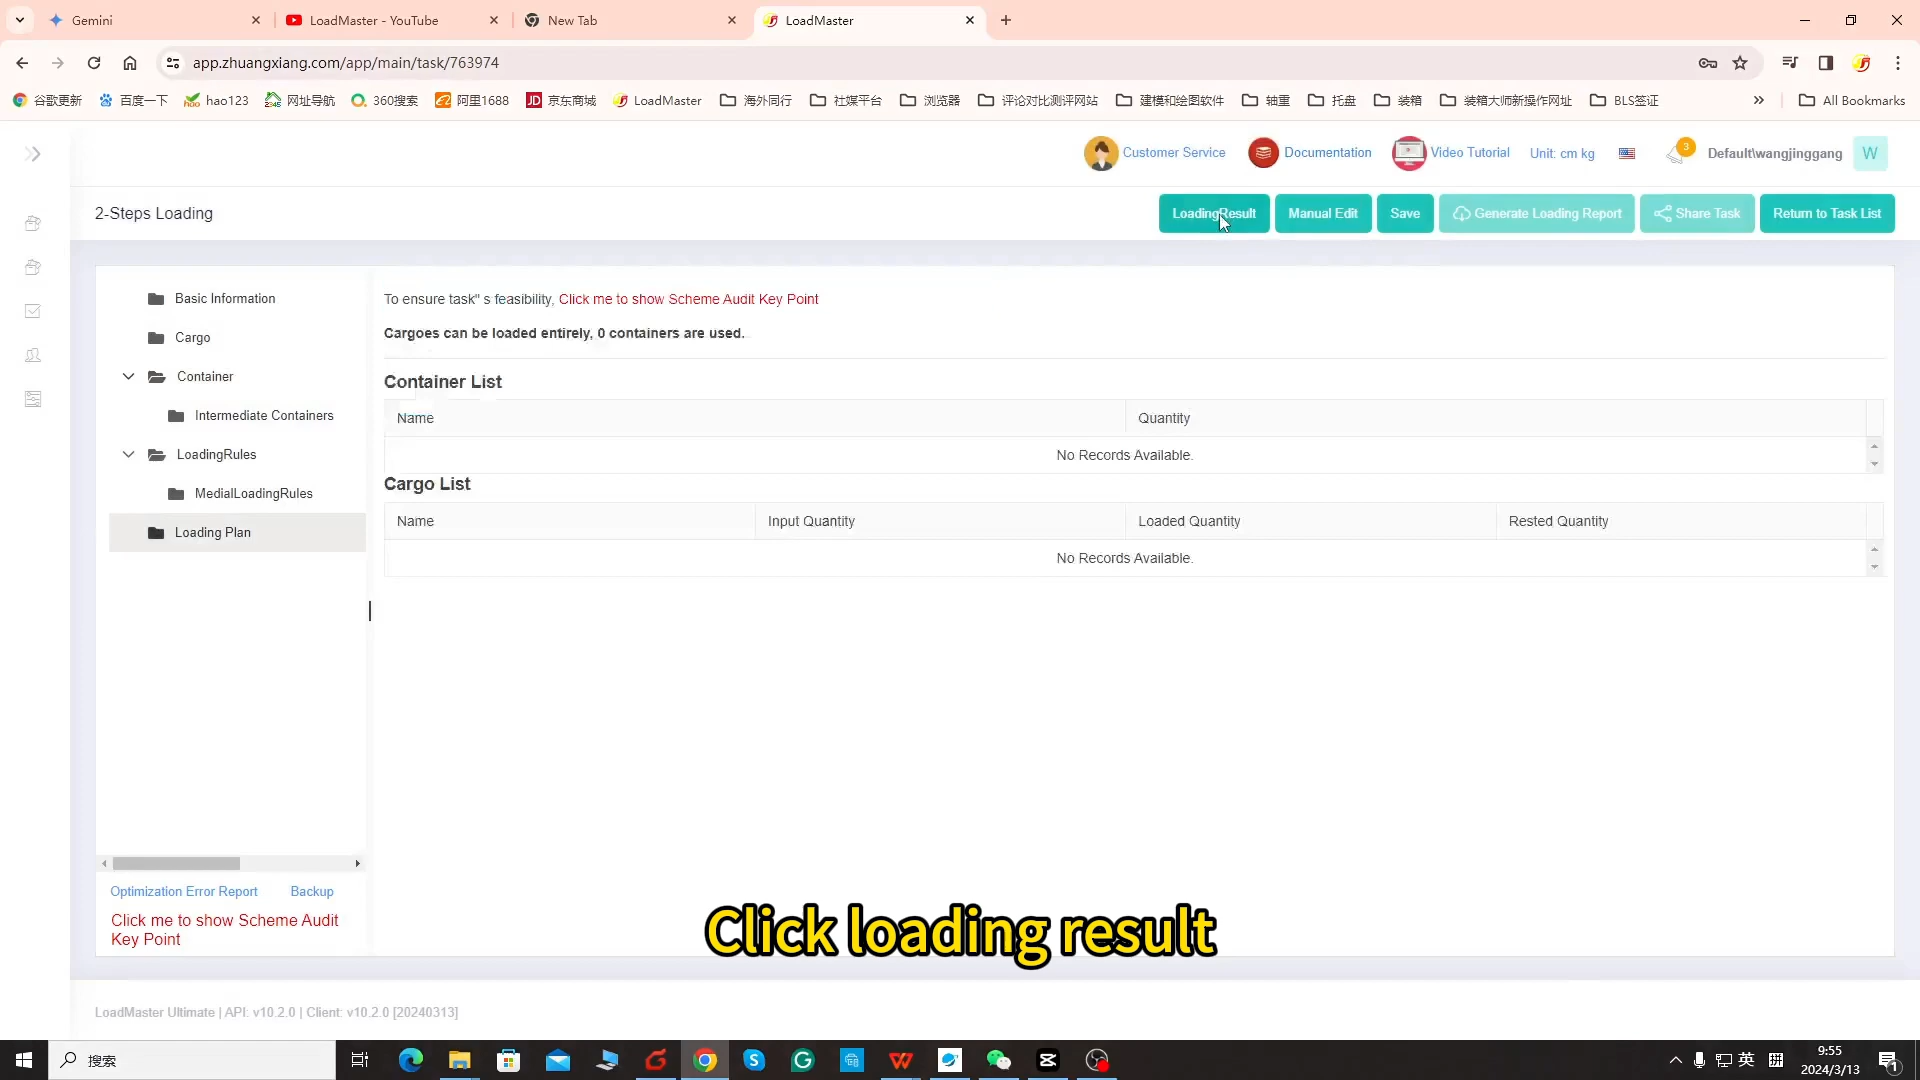 Gemini
LoadMaster - YouTube
New Tab
LoadMaster
app.zhuangxiang.com/app/main/task/763974
谷歌更新
百度一下
hao123
网址导航
360搜索
阿里1688
京东商城
LoadMaster
海外同行
社媒平台
浏览器
评论对比测评网站
建模和绘图软件
轴重
托盘
装箱
装箱大师新操作网址
BLS签证
All Bookmarks
Customer Service
Documentation
Video Tutorial
Unit: cm kg
3
Default\wangjinggang
W
2-Steps Loading
LoadingResult
Manual Edit
Save
Generate Loading Report
Share Task
Return to Task List
Basic Information
Cargo
Container
Intermediate Containers
LoadingRules
MedialLoadingRules
Loading Plan
To ensure task" s feasibility, Click me to show Scheme Audit Key Point
Cargoes can be loaded entirely, 0 containers are used.
Container List
Name
Quantity
No Records Available.
Cargo List
Name
Input Quantity
Loaded Quantity
Rested Quantity
No Records Available.
Optimization Error Report
Backup
Click me to show Scheme Audit
Key Point
Click loading result
LoadMaster Ultimate | API: v10.2.0 | Client: v10.2.0 [20240313]
搜索
英
拼
9:55
2024/3/13
1